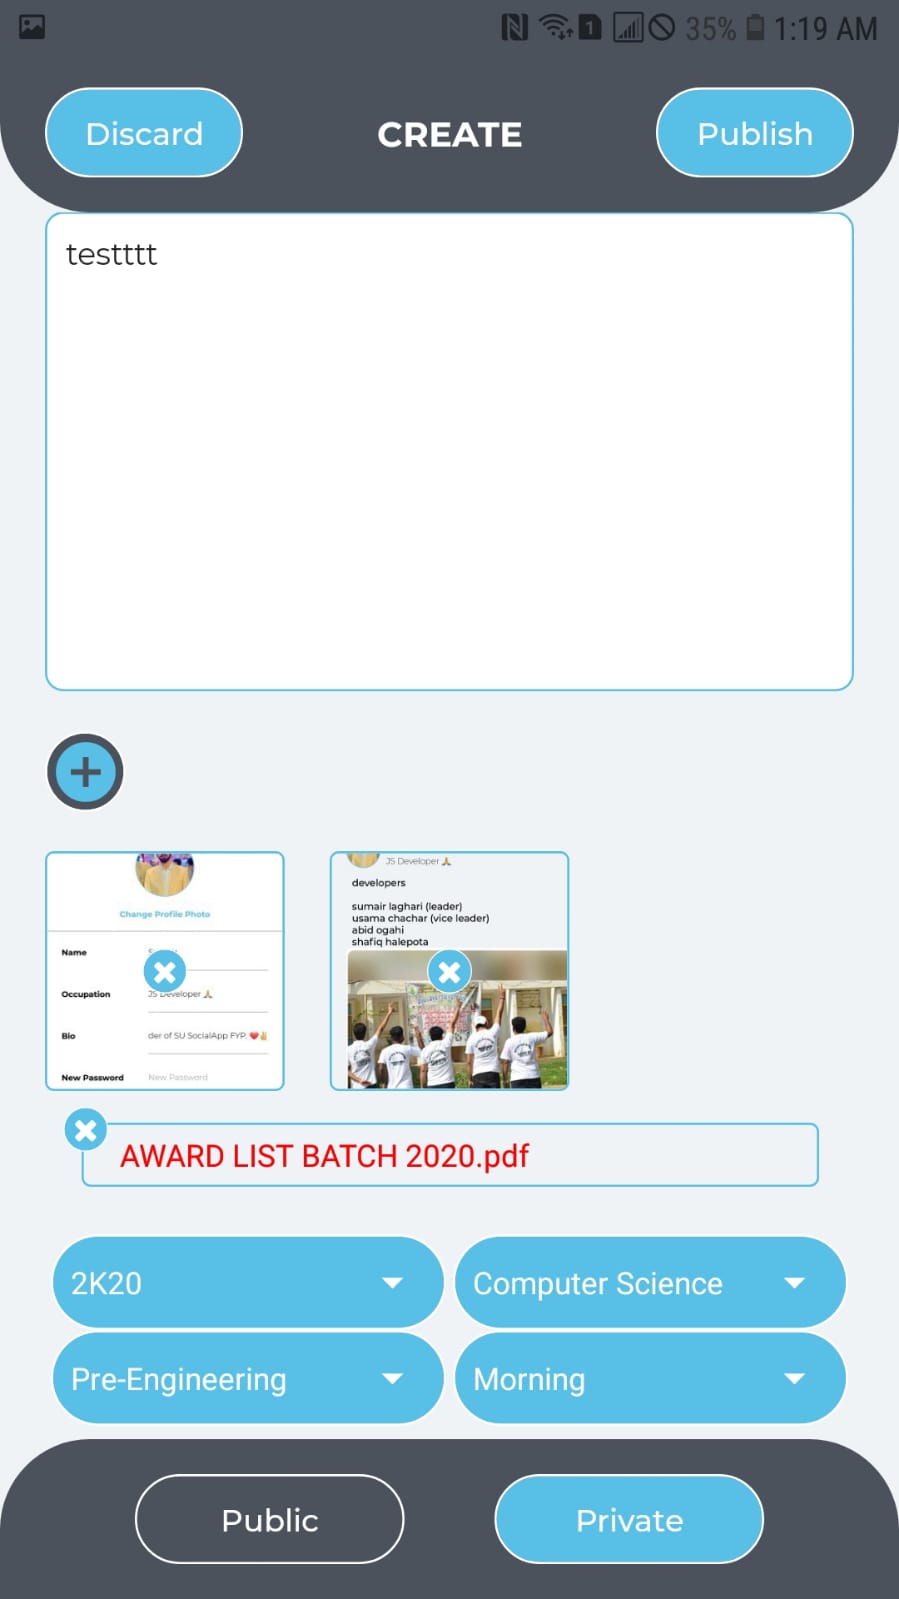 1 35% 1:19 AM
Discard CREATE Publish
testttt
Change Profile Photo
Name
Occupation JS Developer 🙏
Bio der of SU SocialApp FYP. ❤️✌️
New Password New Password
JS Developer 🙏
developers
sumair laghari (leader)
usama chachar (vice leader)
abid ogahi
shafiq halepota
AWARD LIST BATCH 2020.pdf
2K20 Computer Science
Pre-Engineering Morning
Public Private